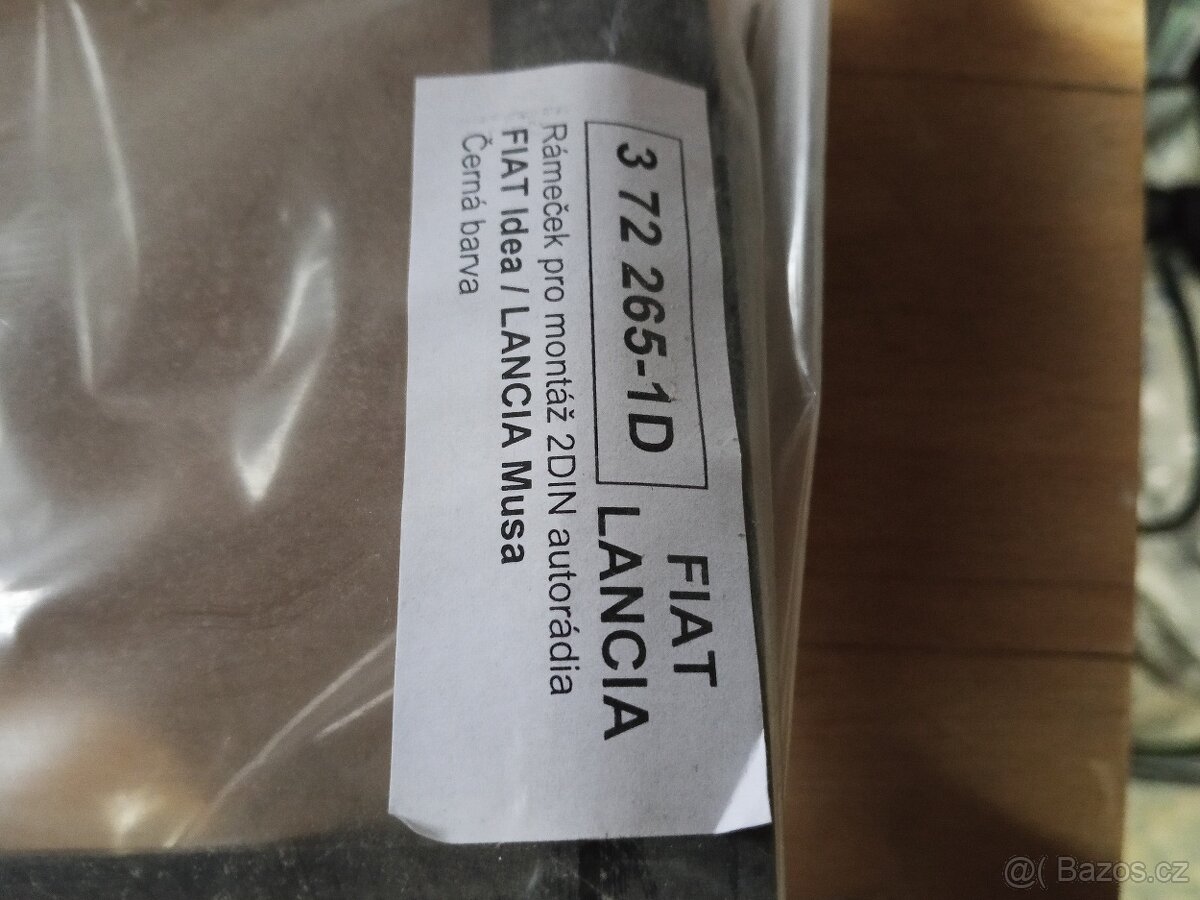 3 72 265-1D
FIAT
LANCIA
Rámeček pro montáž 2DIN autorádia
FIAT Idea / LANCIA Musa
Černá barva
@( Bazos.cz